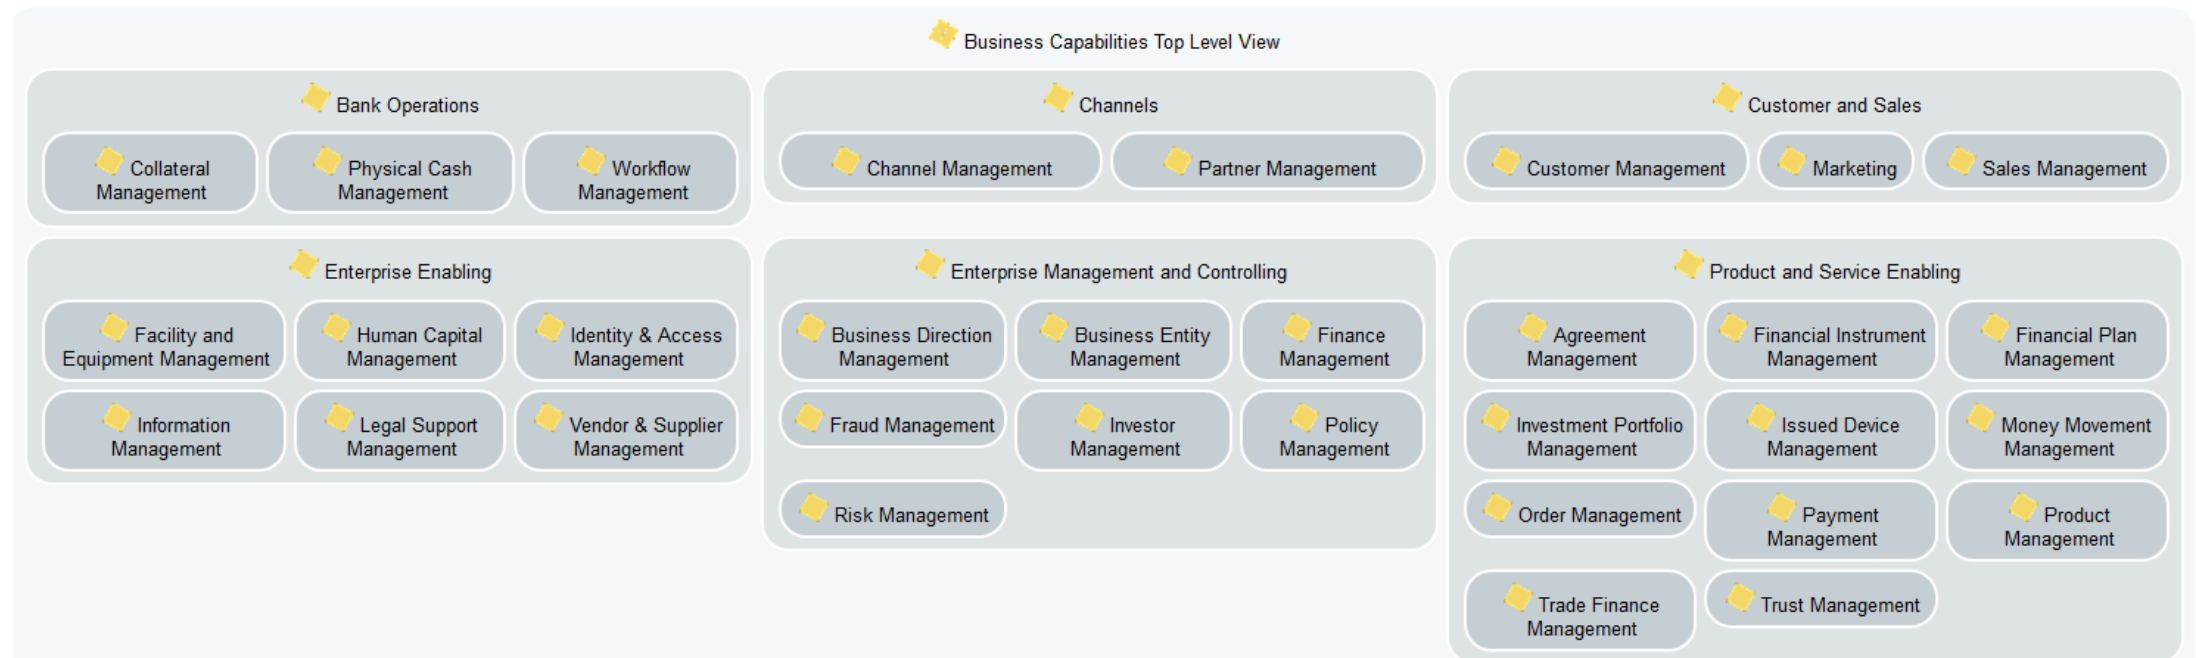 Business Capabilities Top Level View
Bank Operations
Collateral
Management
Physical Cash
Management
Workflow
Management
Channels
Channel Management
Partner Management
Customer and Sales
Customer Management
Marketing
Sales Management
Enterprise Enabling
Facility and
Equipment Management
Human Capital
Management
Identity & Access
Management
Information
Management
Legal Support
Management
Vendor & Supplier
Management
Enterprise Management and Controlling
Business Direction
Management
Business Entity
Management
Finance
Management
Fraud Management
Investor
Management
Policy
Management
Risk Management
Product and Service Enabling
Agreement
Management
Financial Instrument
Management
Financial Plan
Management
Investment Portfolio
Management
Issued Device
Management
Money Movement
Management
Order Management
Payment
Management
Product
Management
Trade Finance
Management
Trust Management